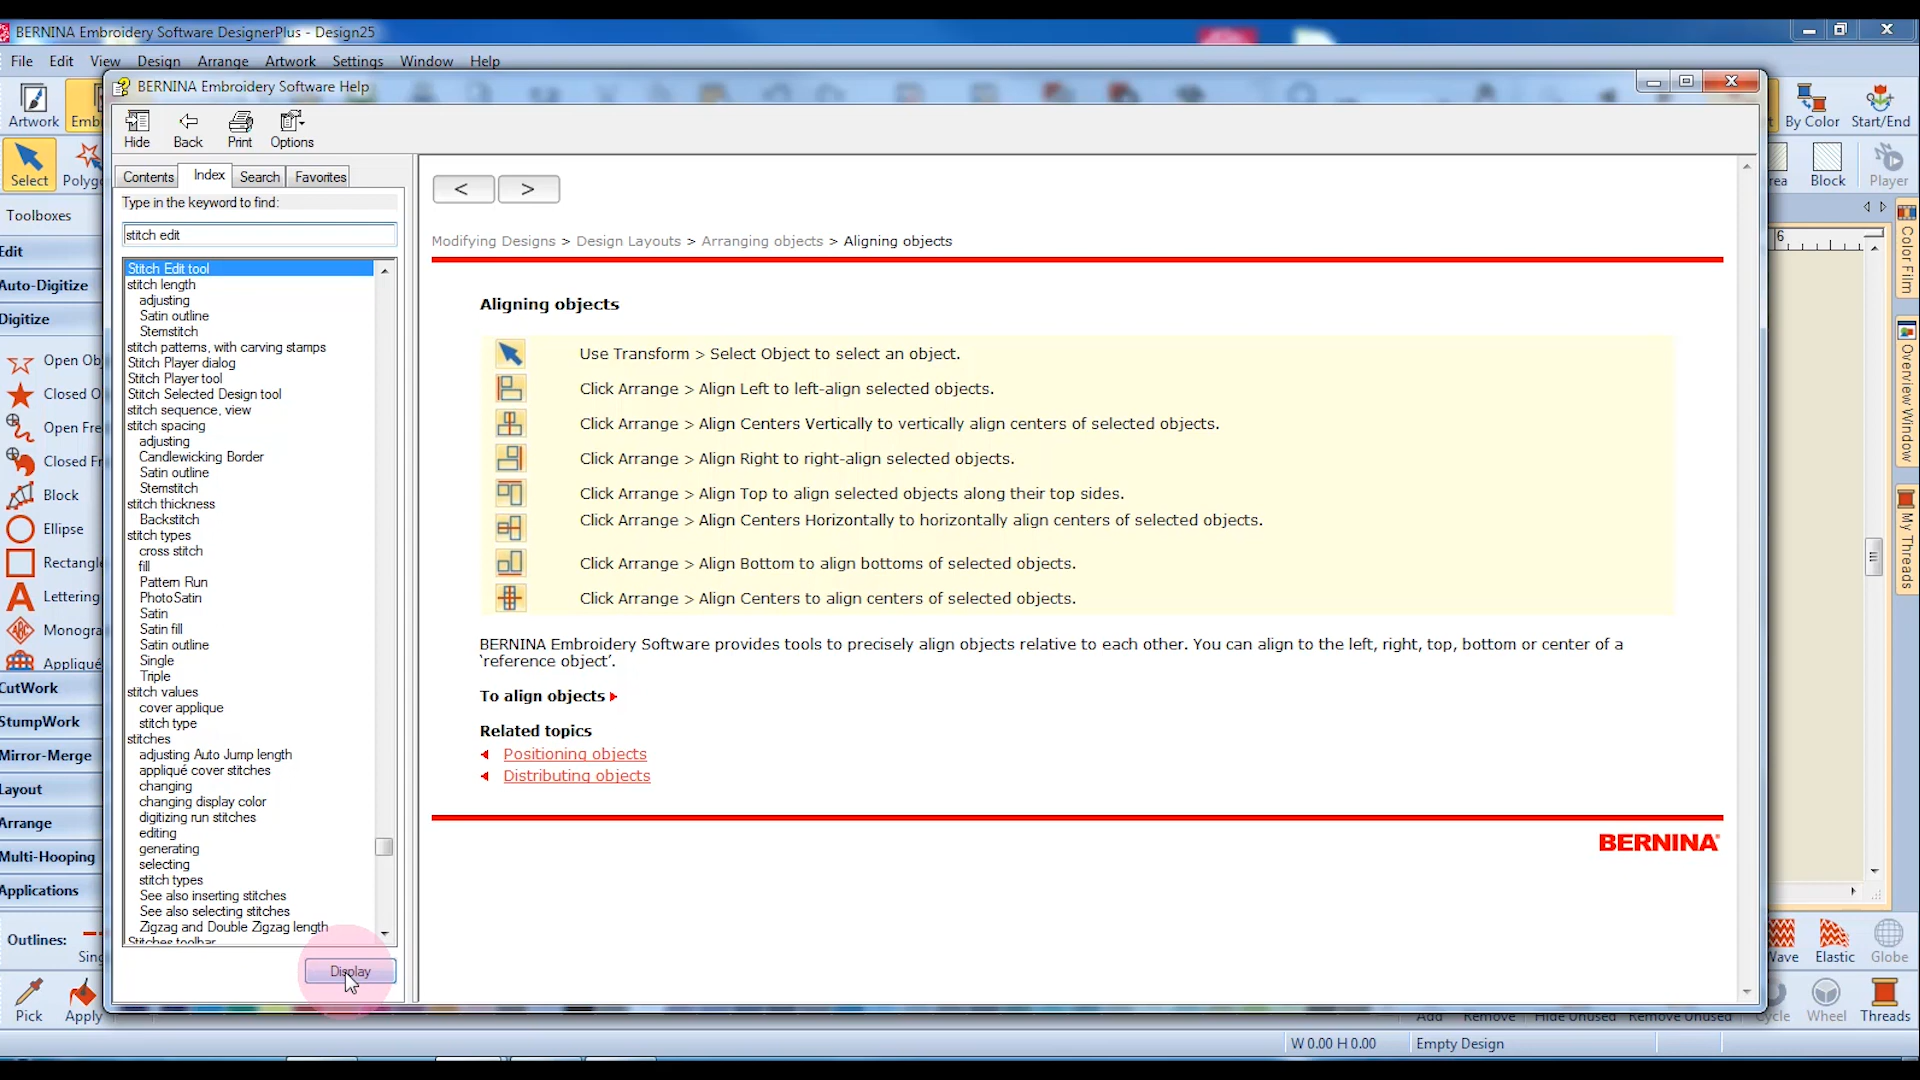 BERNINA Embroidery Software DesignerPlus - Design25
File Edit View Design Arrange Artwork Settings Window Help
BERNINA Embroidery Software Help
Artwork
Hide Back Print Options
By Color Start/End
Select
Block Player
Contents Index Search Favorites
Type in the keyword to find:
stitch edit
Toolboxes
Edit
Auto-Digitize
Digitize
Block
Ellipse
Rectangle
Lettering
Appliqué
CutWork
StumpWork
Mirror-Merge
Layout
Arrange
Multi-Hooping
Applications
Outlines:
Pick Apply
Stitch Edit tool
stitch length
adjusting
Satin outline
Stemstitch
stitch patterns, with carving stamps
Stitch Player dialog
Stitch Player tool
Stitch Selected Design tool
stitch sequence, view
stitch spacing
adjusting
Candlewicking Border
Satin outline
Stemstitch
stitch thickness
Backstitch
stitch types
cross stitch
fill
Pattern Run
PhotoSatin
Satin
Satin fill
Satin outline
Single
Triple
stitch values
cover applique
stitch type
stitches
adjusting Auto Jump length
appliqué cover stitches
changing
changing display color
digitizing run stitches
editing
generating
selecting
stitch types
See also inserting stitches
See also selecting stitches
Zigzag and Double Zigzag length
Stitches toolbar
Display
< >
Modifying Designs > Design Layouts > Arranging objects > Aligning objects
Aligning objects
Use Transform > Select Object to select an object.
Click Arrange > Align Left to left-align selected objects.
Click Arrange > Align Centers Vertically to vertically align centers of selected objects.
Click Arrange > Align Right to right-align selected objects.
Click Arrange > Align Top to align selected objects along their top sides.
Click Arrange > Align Centers Horizontally to horizontally align centers of selected objects.
Click Arrange > Align Bottom to align bottoms of selected objects.
Click Arrange > Align Centers to align centers of selected objects.
BERNINA Embroidery Software provides tools to precisely align objects relative to each other. You can align to the left, right, top, bottom or center of a
‘reference object’.
To align objects
Related topics
Positioning objects
Distributing objects
BERNINA
6
Color Film
Overview Window
My Threads
Wave Elastic Globe
Add Remove Hide Unused Remove Unused Cycle Wheel Threads
W 0.00 H 0.00 Empty Design